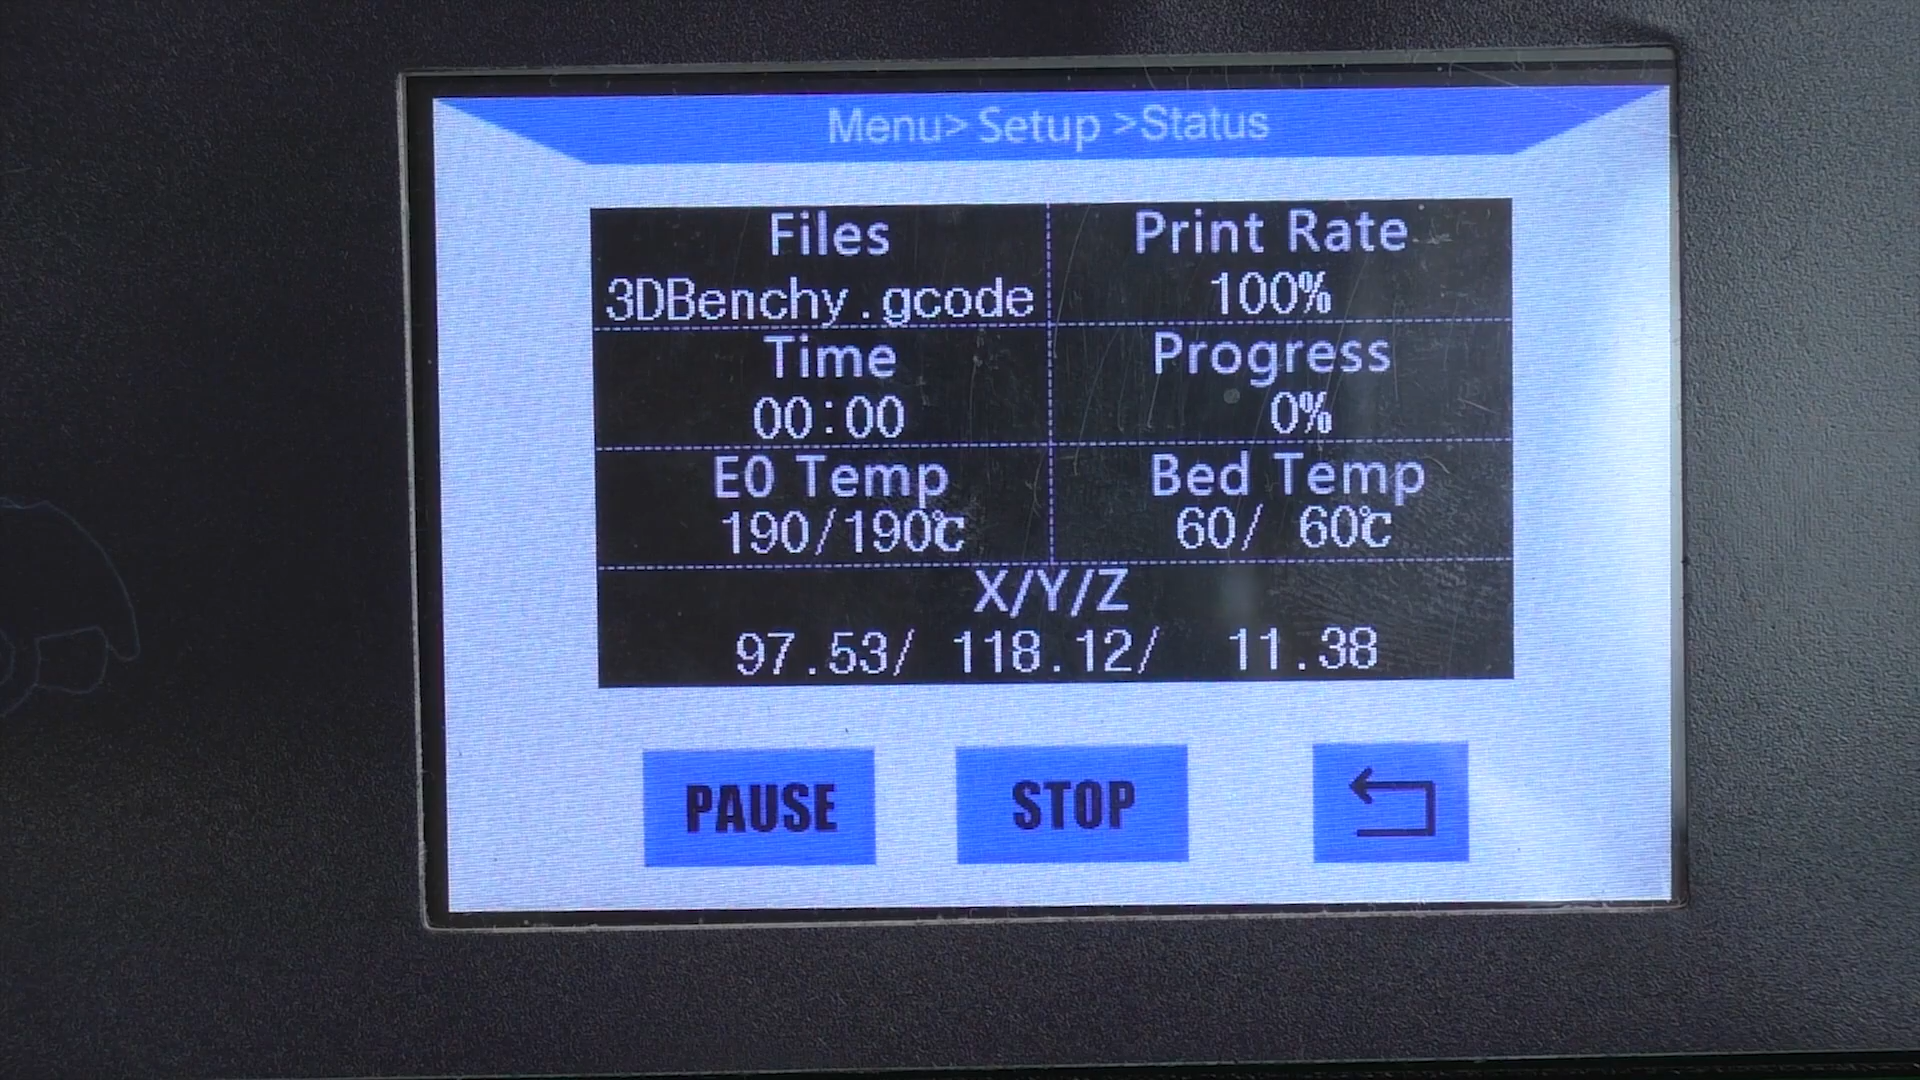 Menu> Setup >Status
Files
3DBenchy.gcode
Print Rate
100%
Time
00:00
Progress
0%
E0 Temp
190/190℃
Bed Temp
60/ 60℃
X/Y/Z
97.53/ 118.12/ 11.38
PAUSE
STOP